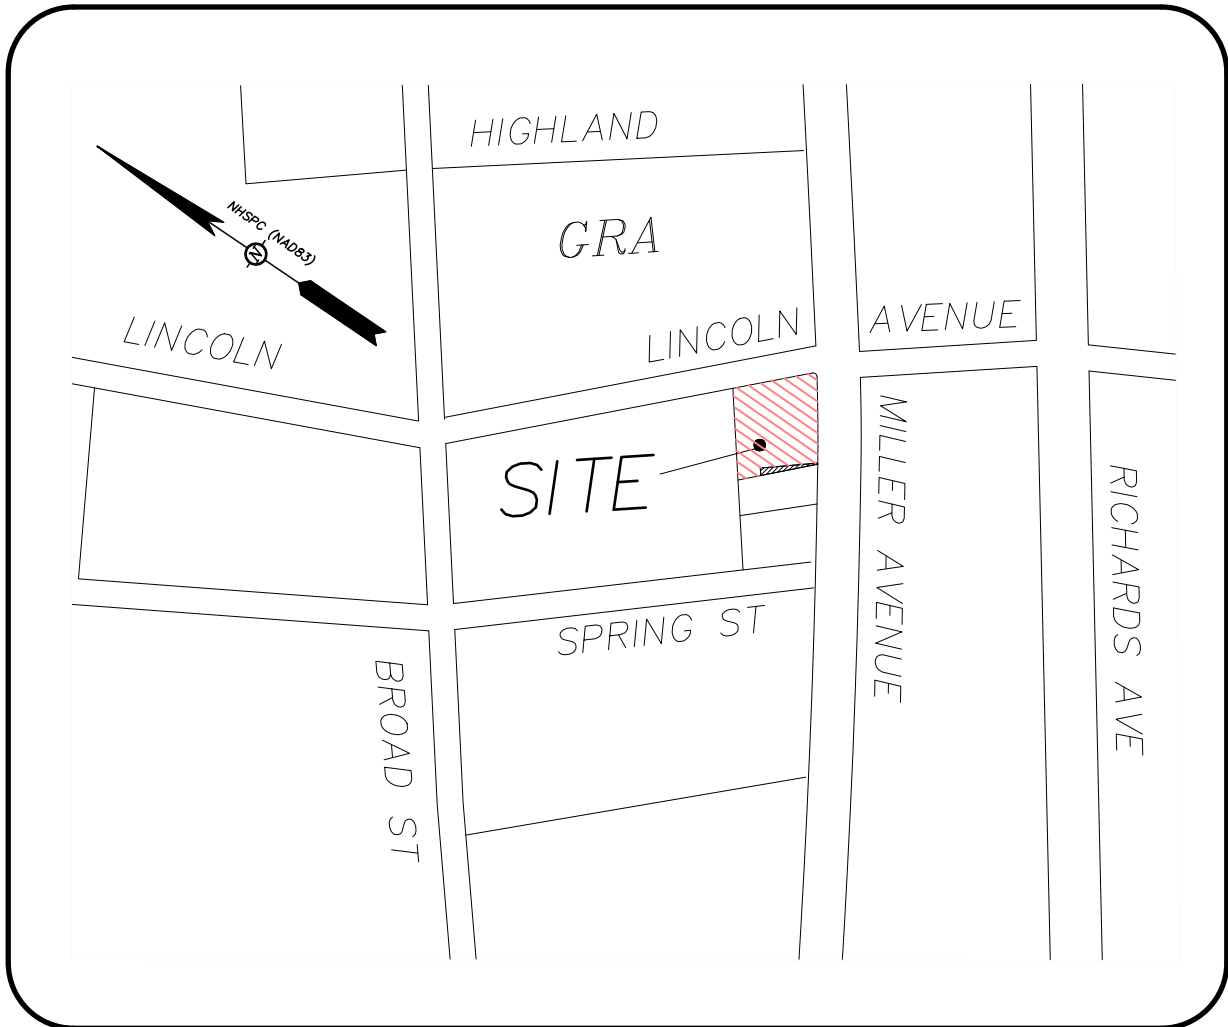 HIGHLAND
GRA
NHSPC (NAD83)
N
LINCOLN
LINCOLN
AVENUE
SITE
MILLER AVENUE
RICHARDS AVE
SPRING ST
BROAD ST